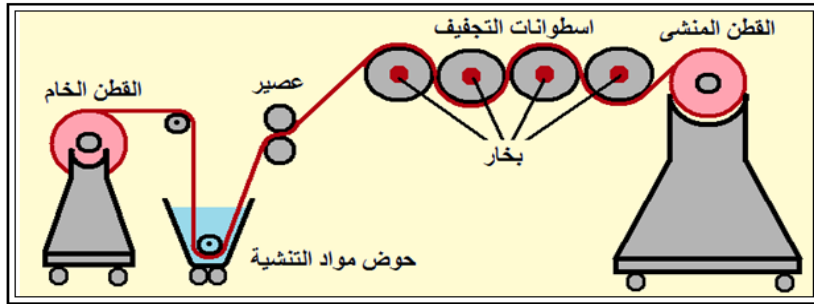 القطن المنشى
اسطوانات التجفيف
عصير
القطن الخام
بخار
حوض مواد التنشية